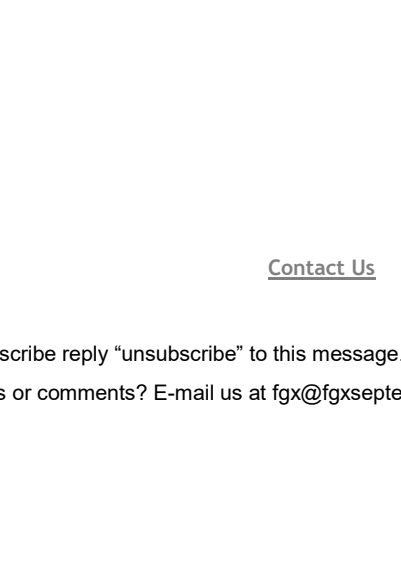 Contact Us
scribe reply “unsubscribe” to this message.
s or comments? E-mail us at fgx@fgxsepte